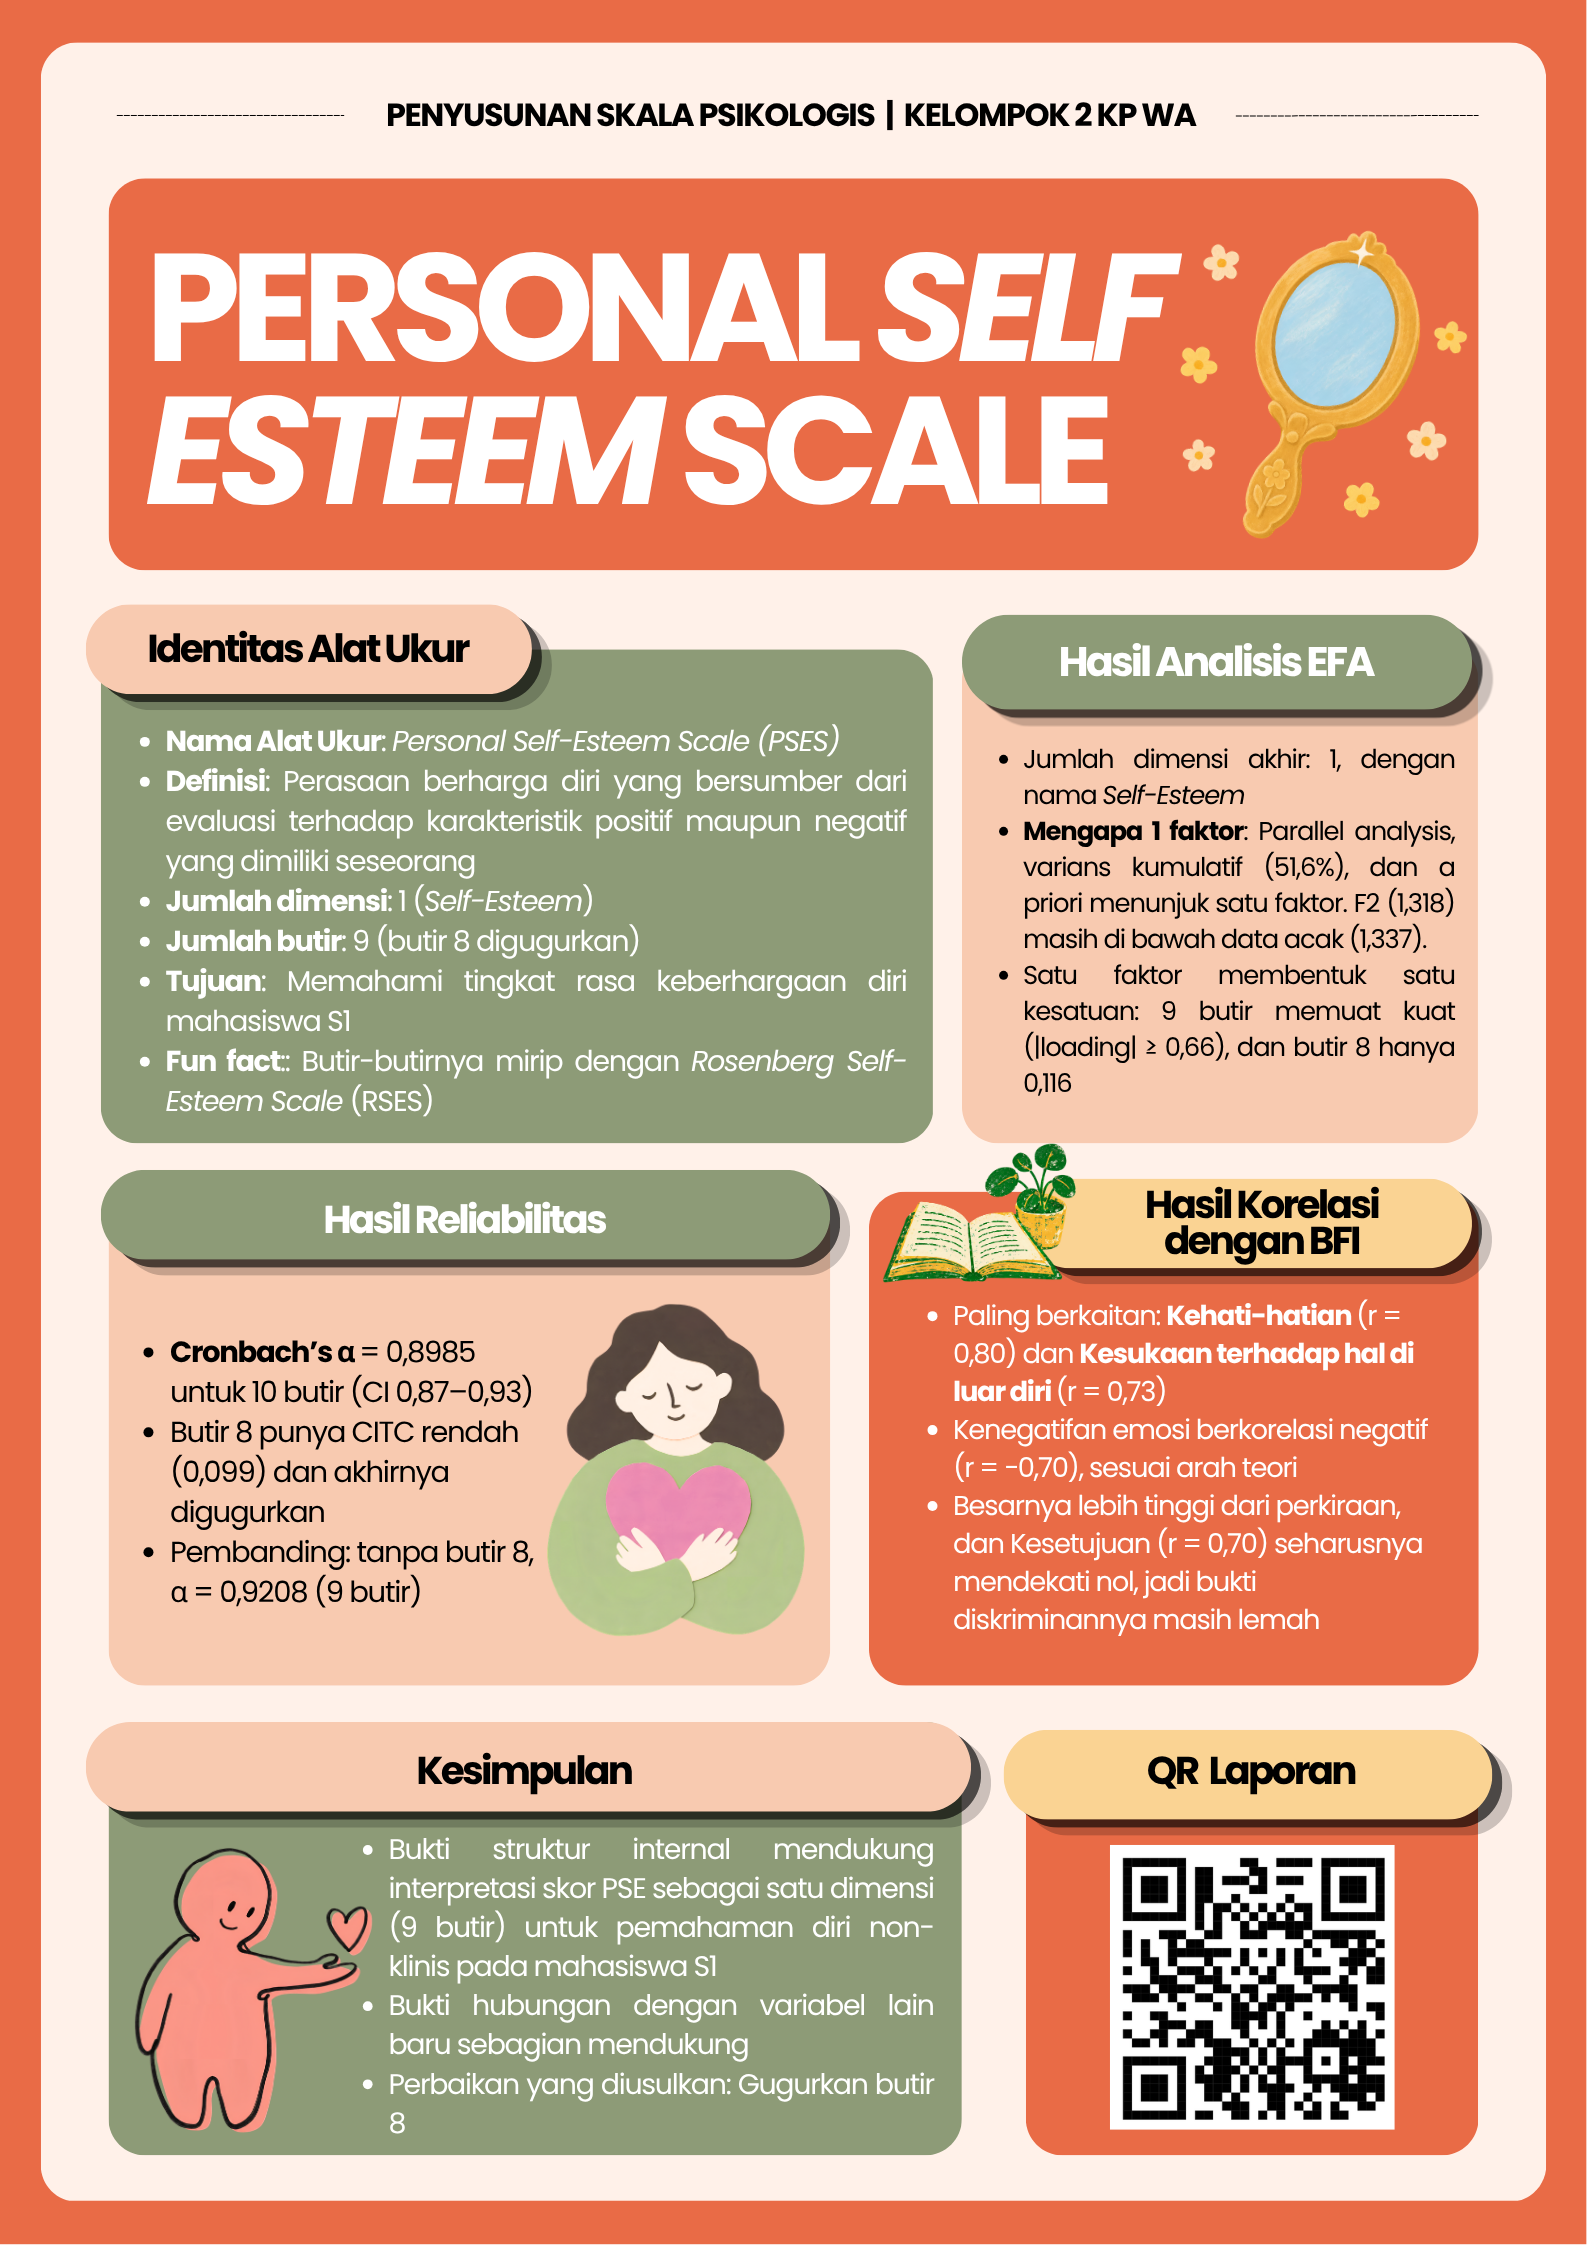 PENYUSUNAN SKALA PSIKOLOGIS | KELOMPOK 2 KP WA
PERSONAL SELF
ESTEEM SCALE
Identitas Alat Ukur
• Nama Alat Ukur: Personal Self-Esteem Scale (PSES)
• Definisi: Perasaan berharga diri yang bersumber dari
evaluasi terhadap karakteristik positif maupun negatif
yang dimiliki seseorang
• Jumlah dimensi: 1 (Self-Esteem)
• Jumlah butir: 9 (butir 8 digugurkan)
• Tujuan: Memahami tingkat rasa keberhargaan diri
mahasiswa S1
• Fun fact:: Butir-butirnya mirip dengan Rosenberg Self-
Esteem Scale (RSES)
Hasil Analisis EFA
• Jumlah dimensi akhir: 1, dengan
nama Self-Esteem
• Mengapa 1 faktor: Parallel analysis,
varians kumulatif (51,6%), dan a
priori menunjuk satu faktor. F2 (1,318)
masih di bawah data acak (1,337).
• Satu faktor membentuk satu
kesatuan: 9 butir memuat kuat
(|loading| ≥ 0,66), dan butir 8 hanya
0,116
Hasil Reliabilitas
• Cronbach's α = 0,8985
untuk 10 butir (CI 0,87–0,93)
• Butir 8 punya CITC rendah
(0,099) dan akhirnya
digugurkan
• Pembanding: tanpa butir 8,
α = 0,9208 (9 butir)
Hasil Korelasi
dengan BFI
• Paling berkaitan: Kehati-hatian (r =
0,80) dan Kesukaan terhadap hal di
luar diri (r = 0,73)
• Kenegatifan emosi berkorelasi negatif
(r = -0,70), sesuai arah teori
• Besarnya lebih tinggi dari perkiraan,
dan Kesetujuan (r = 0,70) seharusnya
mendekati nol, jadi bukti
diskriminannya masih lemah
Kesimpulan
• Bukti struktur internal mendukung
interpretasi skor PSE sebagai satu dimensi
(9 butir) untuk pemahaman diri non-
klinis pada mahasiswa S1
• Bukti hubungan dengan variabel lain
baru sebagian mendukung
• Perbaikan yang diusulkan: Gugurkan butir
8
QR Laporan